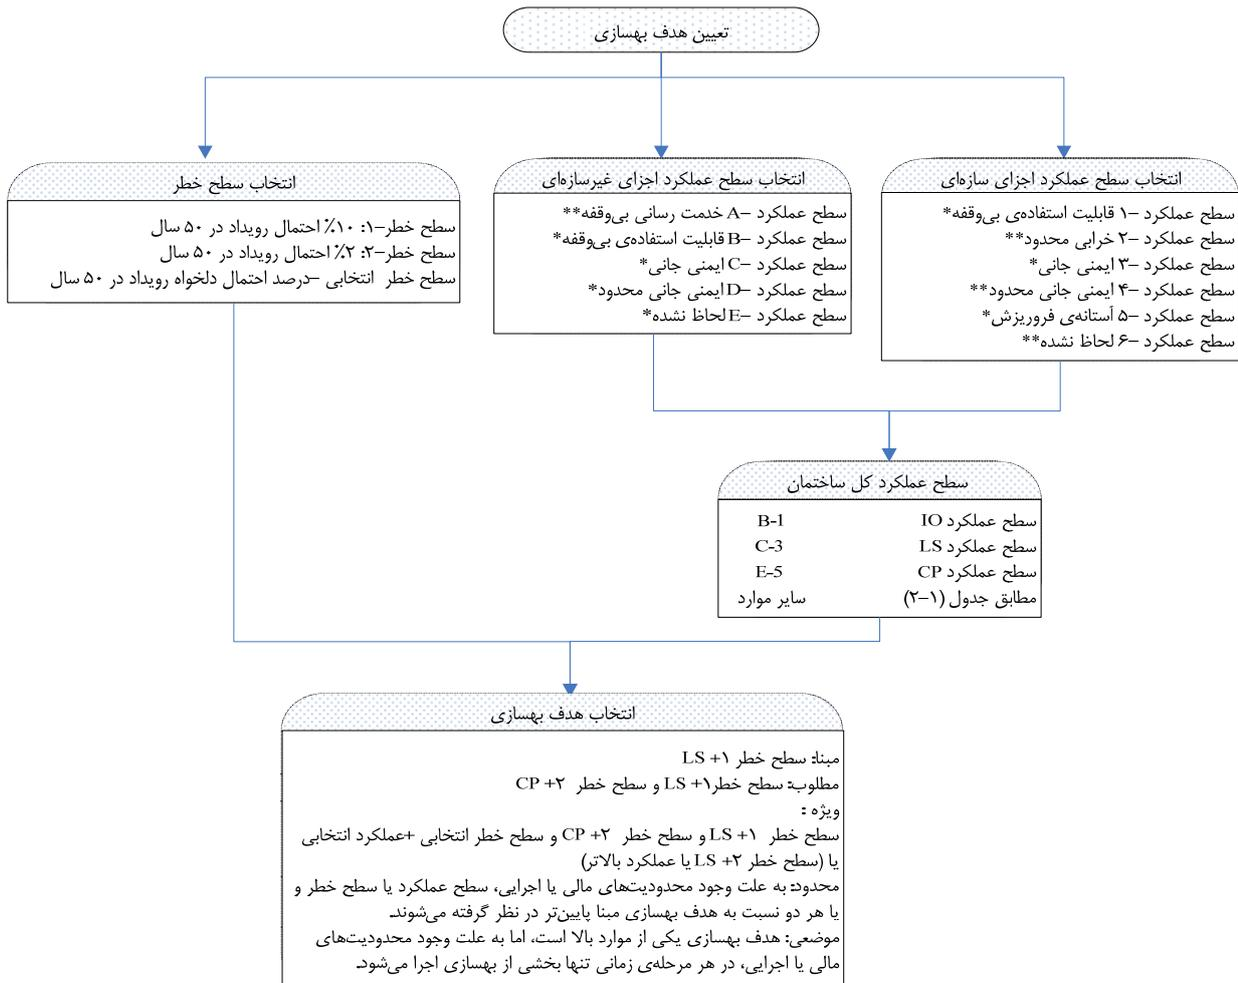 تعیین هدف بهسازی
انتخاب سطح عملکرد اجزای سازه‌ای
سطح عملکرد –۱ قابلیت استفاده‌ی بی‌وقفه*
سطح عملکرد –۲ خرابی محدود**
سطح عملکرد –۳ ایمنی جانی*
سطح عملکرد –۴ ایمنی جانی محدود**
سطح عملکرد –۵ آستانه‌ی فروریزش*
سطح عملکرد –۶ لحاظ نشده**
انتخاب سطح عملکرد اجزای غیرسازه‌ای
سطح عملکرد –A خدمت رسانی بی‌وقفه**
سطح عملکرد –B قابلیت استفاده‌ی بی‌وقفه*
سطح عملکرد –C ایمنی جانی*
سطح عملکرد –D ایمنی جانی محدود*
سطح عملکرد –E لحاظ نشده*
انتخاب سطح خطر
سطح خطر–۱: ۱۰٪ احتمال رویداد در ۵۰ سال
سطح خطر–۲: ۲٪ احتمال رویداد در ۵۰ سال
سطح خطر انتخابی –درصد احتمال دلخواه رویداد در ۵۰ سال
سطح عملکرد کل ساختمان
سطح عملکرد IO B-1
سطح عملکرد LS C-3
سطح عملکرد CP E-5
مطابق جدول (۱–۲) سایر موارد
انتخاب هدف بهسازی
مبنا: سطح خطر ۱+ LS
مطلوب: سطح خطر۱+ LS و سطح خطر ۲+ CP
ویژه :
سطح خطر ۱+ LS و سطح خطر ۲+ CP و سطح خطر انتخابی +عملکرد انتخابی
یا (سطح خطر ۲+ LS یا عملکرد بالاتر)
محدود: به علت وجود محدودیت‌های مالی یا اجرایی، سطح عملکرد یا سطح خطر و
یا هر دو نسبت به هدف بهسازی مبنا پایین‌تر در نظر گرفته می‌شوند.
موضعی: هدف بهسازی یکی از موارد بالا است، اما به علت وجود محدودیت‌های
مالی یا اجرایی، در هر مرحله‌ی زمانی تنها بخشی از بهسازی اجرا می‌شود.